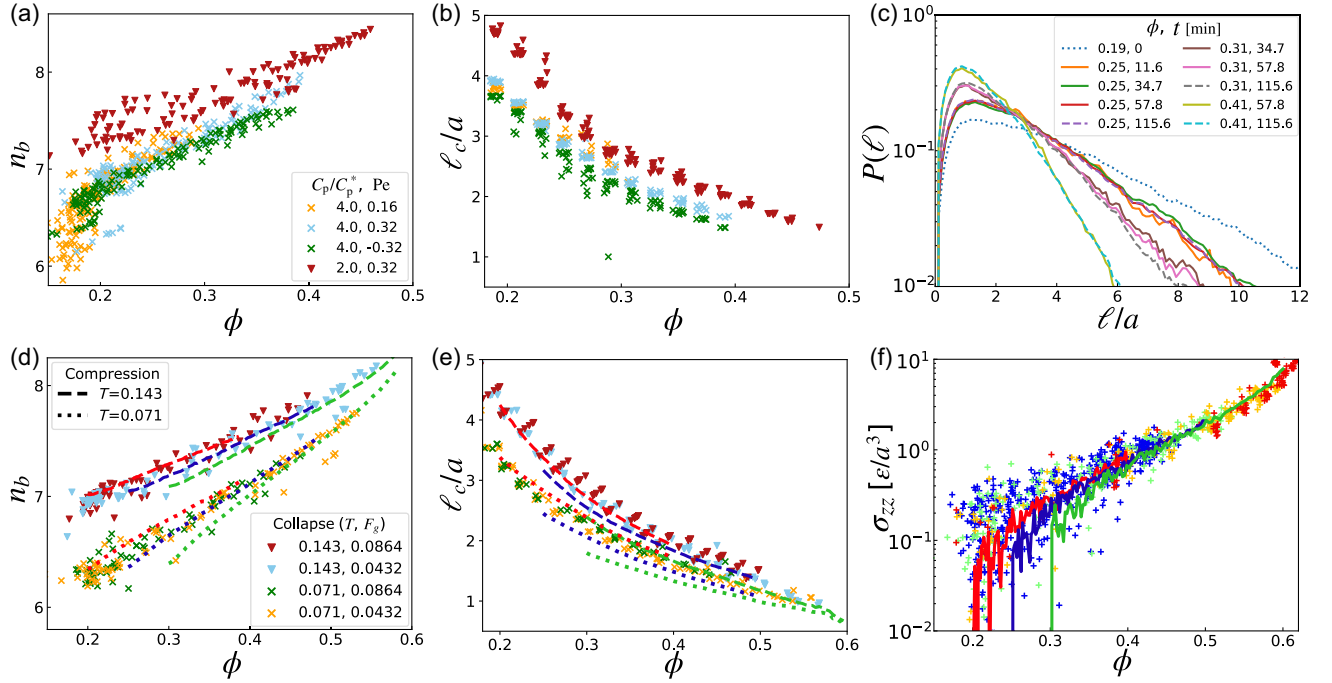 (a)
8
7
6
n_b
0.2
0.3
0.4
0.5
ϕ
C_p/C_p^*, Pe
4.0, 0.16
4.0, 0.32
4.0, -0.32
2.0, 0.32
(b)
5
4
3
2
1
ℓ_c/a
0.2
0.3
0.4
0.5
ϕ
(c)
10^0
10^-1
10^-2
P(ℓ)
0
2
4
6
8
10
12
ℓ/a
ϕ, t [min]
0.19, 0
0.25, 11.6
0.25, 34.7
0.25, 57.8
0.25, 115.6
0.31, 34.7
0.31, 57.8
0.31, 115.6
0.41, 57.8
0.41, 115.6
(d)
8
7
6
n_b
0.2
0.3
0.4
0.5
0.6
ϕ
Compression
T=0.143
T=0.071
Collapse (T, F_g)
0.143, 0.0864
0.143, 0.0432
0.071, 0.0864
0.071, 0.0432
(e)
5
4
3
2
1
ℓ_c/a
0.2
0.3
0.4
0.5
0.6
ϕ
(f)
10^1
10^0
10^-1
10^-2
σ_zz [ε/a^3]
0.2
0.3
0.4
0.5
0.6
ϕ